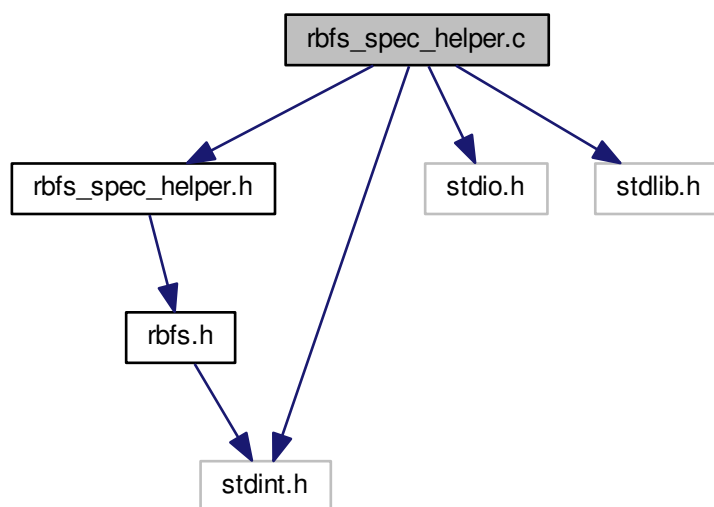 rbfs_spec_helper.c
rbfs_spec_helper.h
stdio.h
stdlib.h
rbfs.h
stdint.h